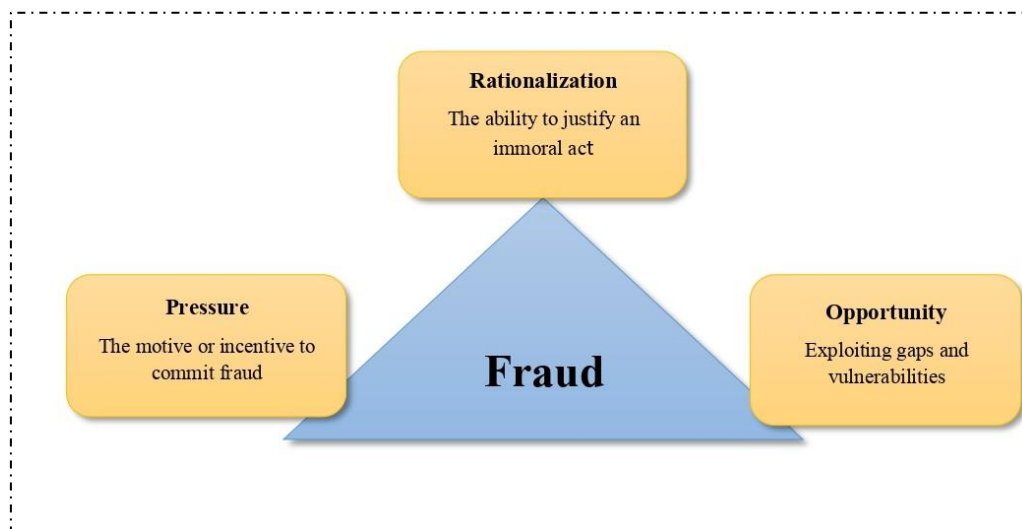 Rationalization
The ability to justify an
immoral act
Pressure
The motive or incentive to
commit fraud
Fraud
Opportunity
Exploiting gaps and
vulnerabilities